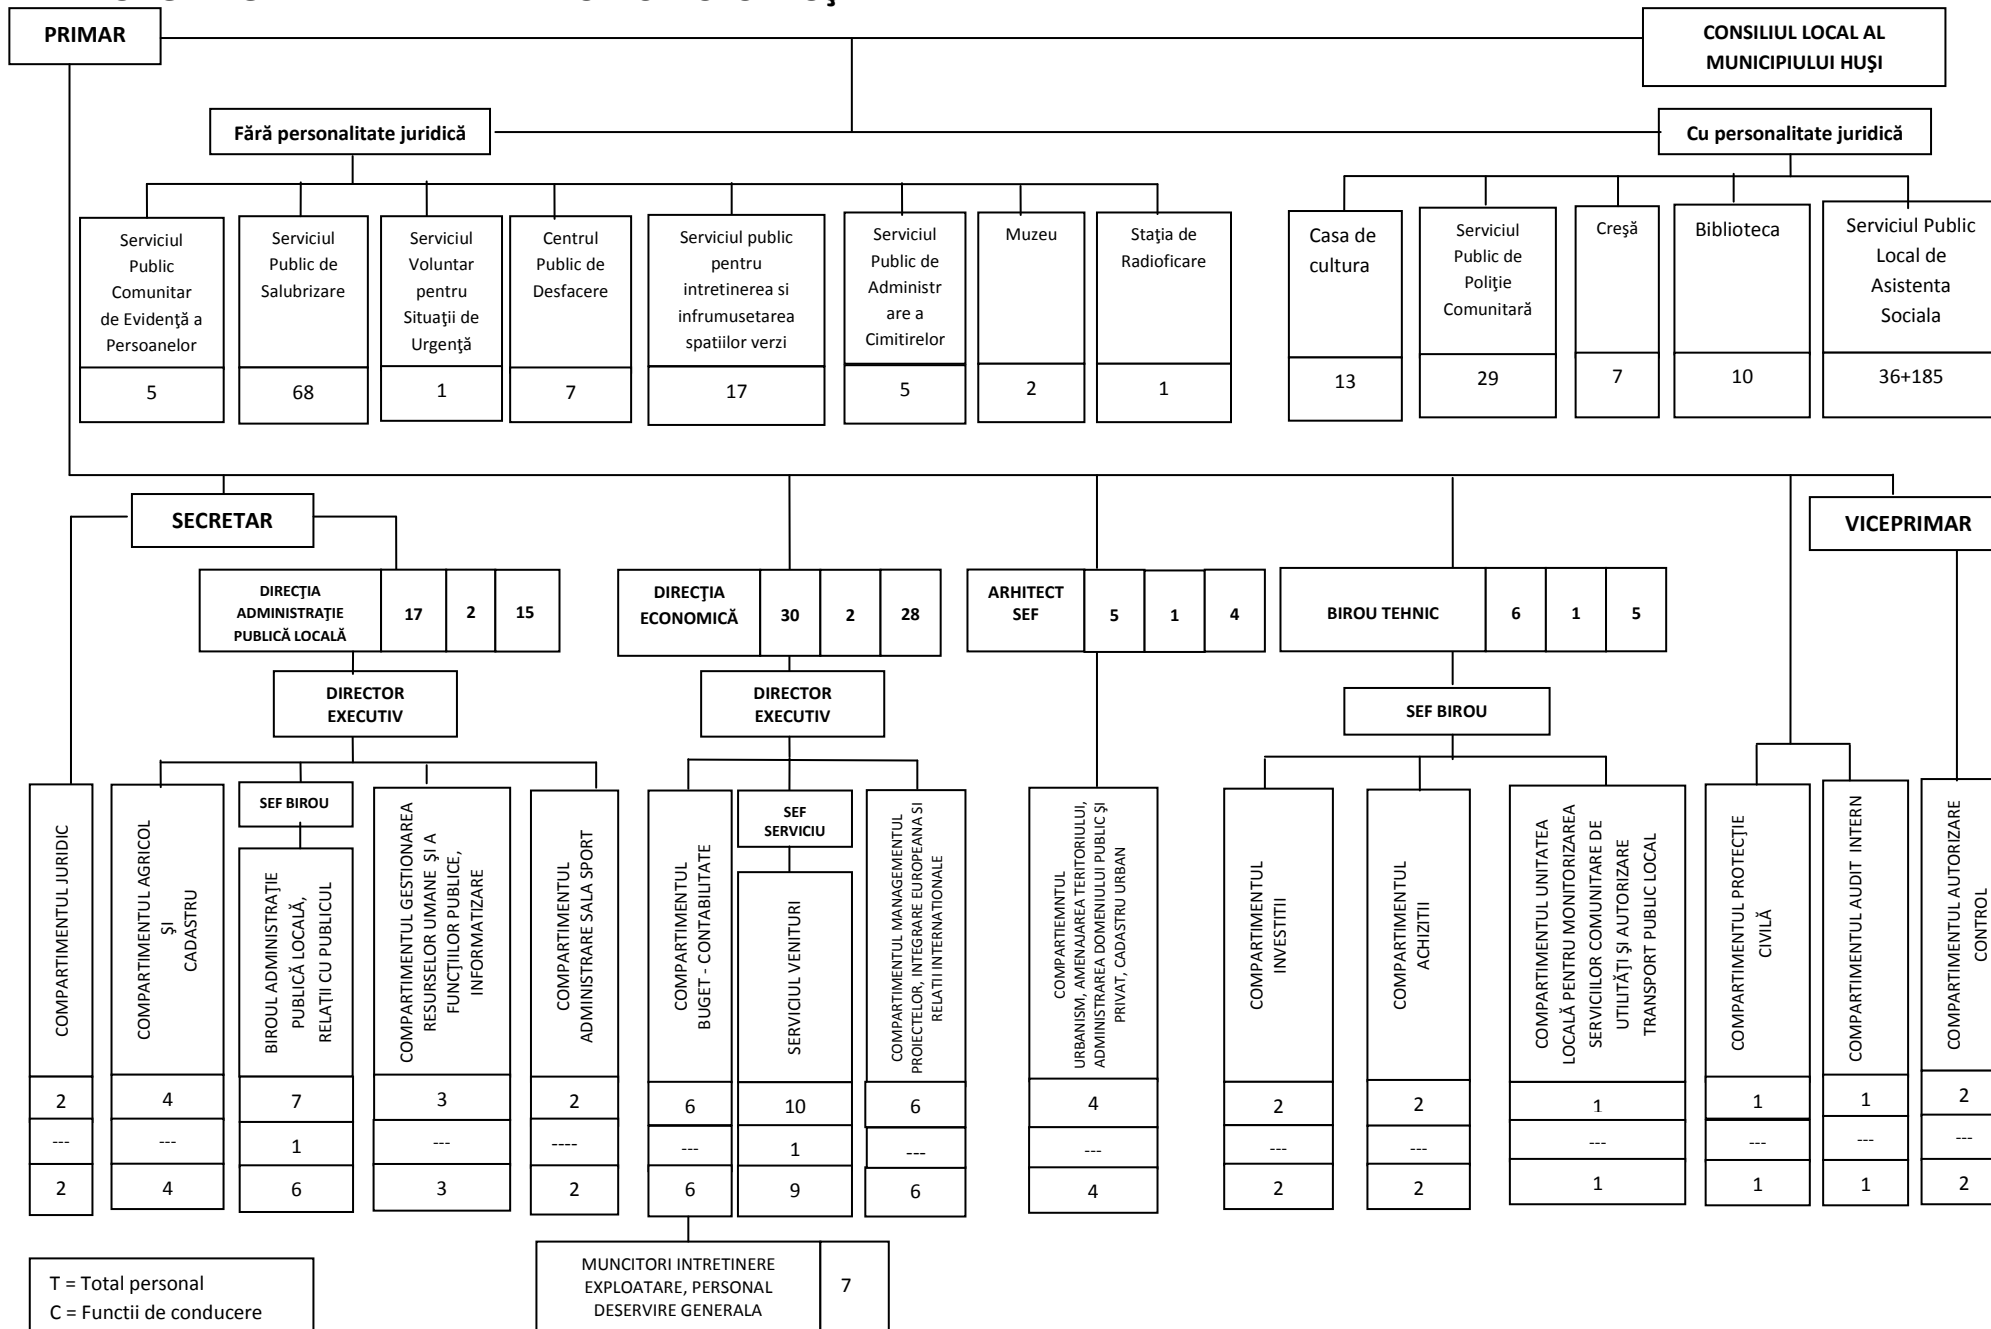 PRIMAR
CONSILIUL LOCAL AL
MUNICIPIULUI HUŞI
Fără personalitate juridică
Cu personalitate juridică
Serviciul
Public
Comunitar
de Evidenţă a
Persoanelor
5
Serviciul
Public de
Salubrizare
68
Serviciul
Voluntar
pentru
Situaţii de
Urgenţă
1
Centrul
Public de
Desfacere
7
Serviciul public
pentru
intretinerea si
infrumusetarea
spatiilor verzi
17
Serviciul
Public de
Administr
are a
Cimitirelor
5
Muzeu
2
Staţia de
Radioficare
1
Casa de
cultura
13
Serviciul
Public de
Poliţie
Comunitară
29
Creşă
7
Biblioteca
10
Serviciul Public
Local de
Asistenta
Sociala
36+185
SECRETAR
VICEPRIMAR
DIRECŢIA
ADMINISTRAŢIE
PUBLICĂ LOCALĂ
17 2 15
DIRECŢIA
ECONOMICĂ
30 2 28
ARHITECT
SEF
5 1 4
BIROU TEHNIC 6 1 5
DIRECTOR
EXECUTIV
DIRECTOR
EXECUTIV
SEF BIROU
COMPARTIMENTUL JURIDIC
2
---
2
COMPARTIMENTUL AGRICOL
ŞI
CADASTRU
4
---
4
SEF BIROU
BIROUL ADMINISTRAŢIE
PUBLICĂ LOCALĂ,
RELATII CU PUBLICUL
7
1
6
COMPARTIMENTUL GESTIONAREA
RESURSELOR UMANE ŞI A
FUNCŢIILOR PUBLICE,
INFORMATIZARE
3
---
3
COMPARTIMENTUL
ADMINISTRARE SALA SPORT
2
----
2
COMPARTIMENTUL
BUGET - CONTABILITATE
6
---
6
SEF
SERVICIU
SERVICIUL VENITURI
10
1
9
COMPARTIMENTUL MANAGEMENTUL
PROIECTELOR, INTEGRARE EUROPEANA SI
RELATII INTERNATIONALE
6
---
6
COMPARTIEMNTUL
URBANISM, AMENAJAREA TERITORIULUI,
ADMINISTRAREA DOMENIULUI PUBLIC ŞI
PRIVAT, CADASTRU URBAN
4
---
4
COMPARTIMENTUL
INVESTITII
2
---
2
COMPARTIMENTUL
ACHIZITII
2
---
2
COMPARTIMENTUL UNITATEA
LOCALĂ PENTRU MONITORIZAREA
SERVICIILOR COMUNITARE DE
UTILITĂŢI ŞI AUTORIZARE
TRANSPORT PUBLIC LOCAL
1
---
1
COMPARTIMENTUL PROTECŢIE
CIVILĂ
1
---
1
COMPARTIMENTUL AUDIT INTERN
1
---
1
COMPARTIMENTUL AUTORIZARE
CONTROL
2
---
2
MUNCITORI INTRETINERE
EXPLOATARE, PERSONAL
DESERVIRE GENERALA
7
T = Total personal
C = Functii de conducere